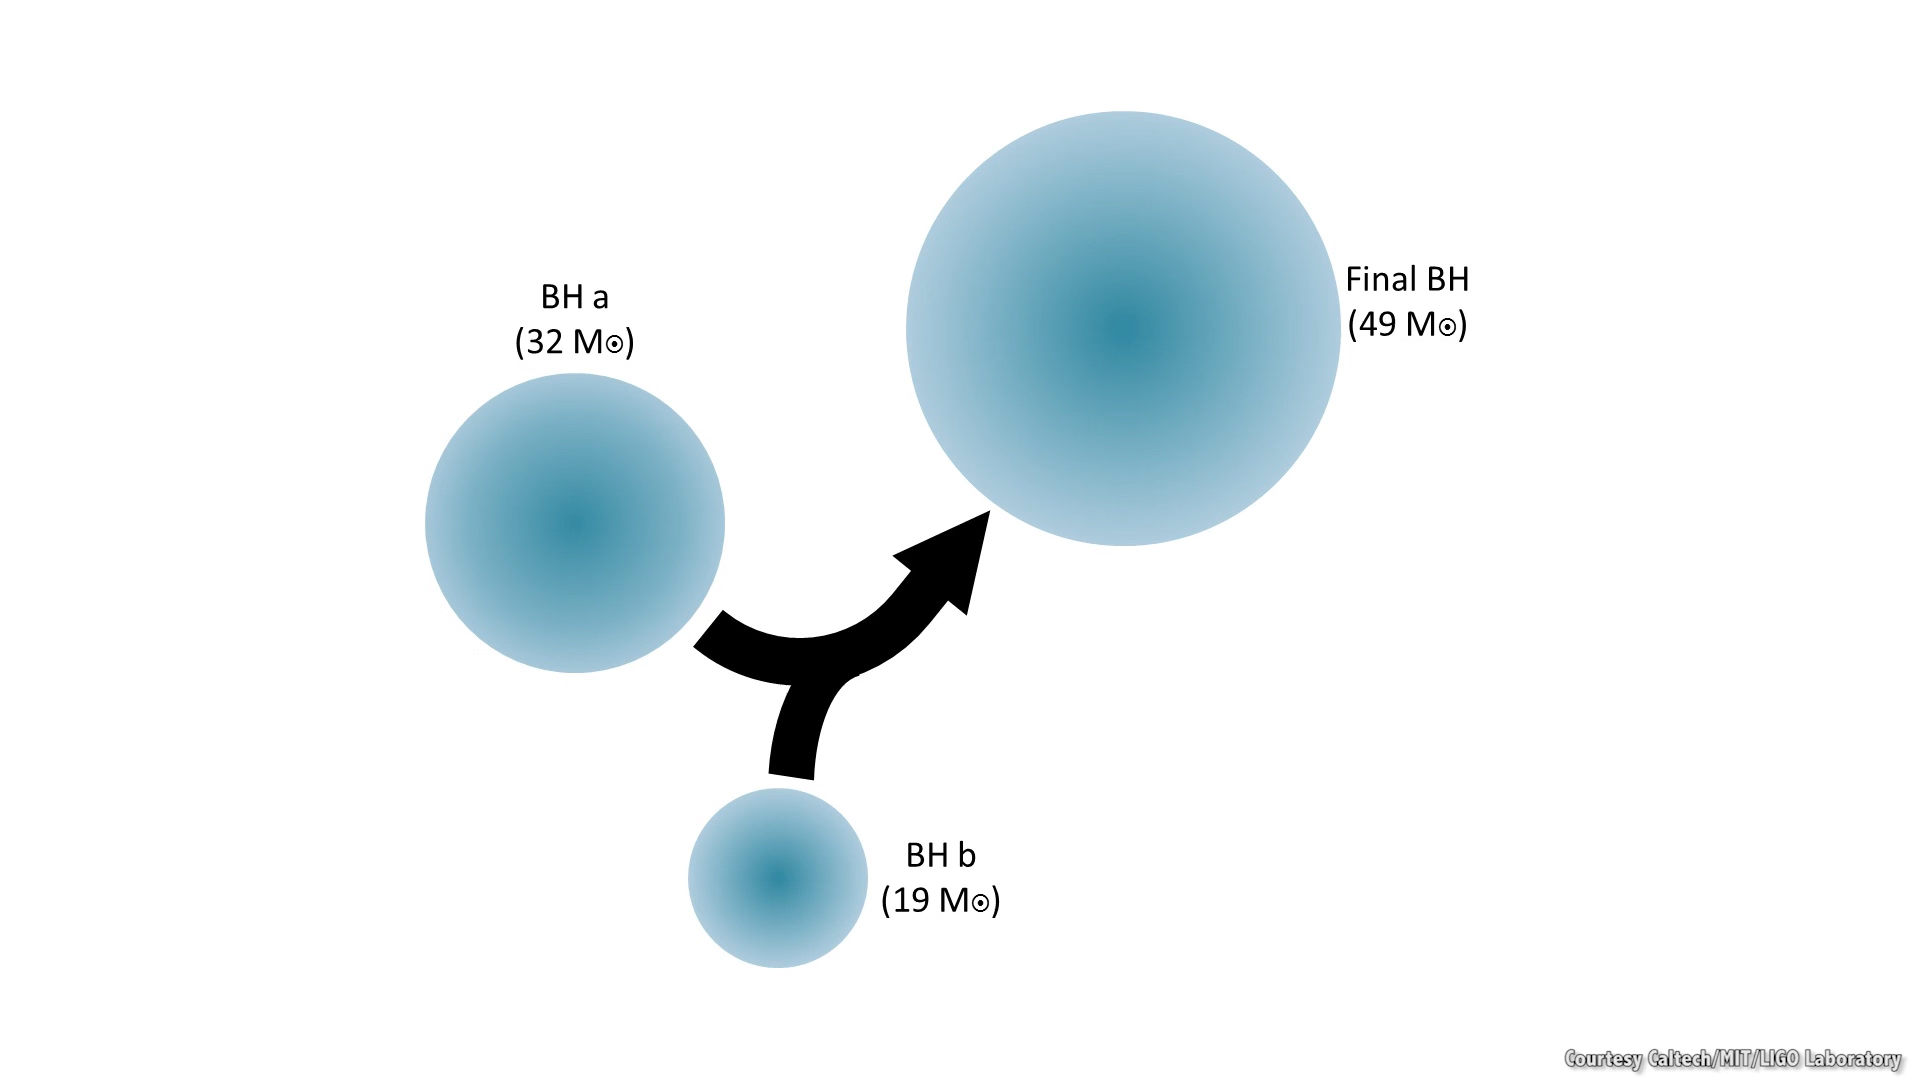 BH a
(32 M☉)
Final BH
(49 M☉)
BH b
(19 M☉)
Courtesy Caltech/MIT/LIGO Laboratory